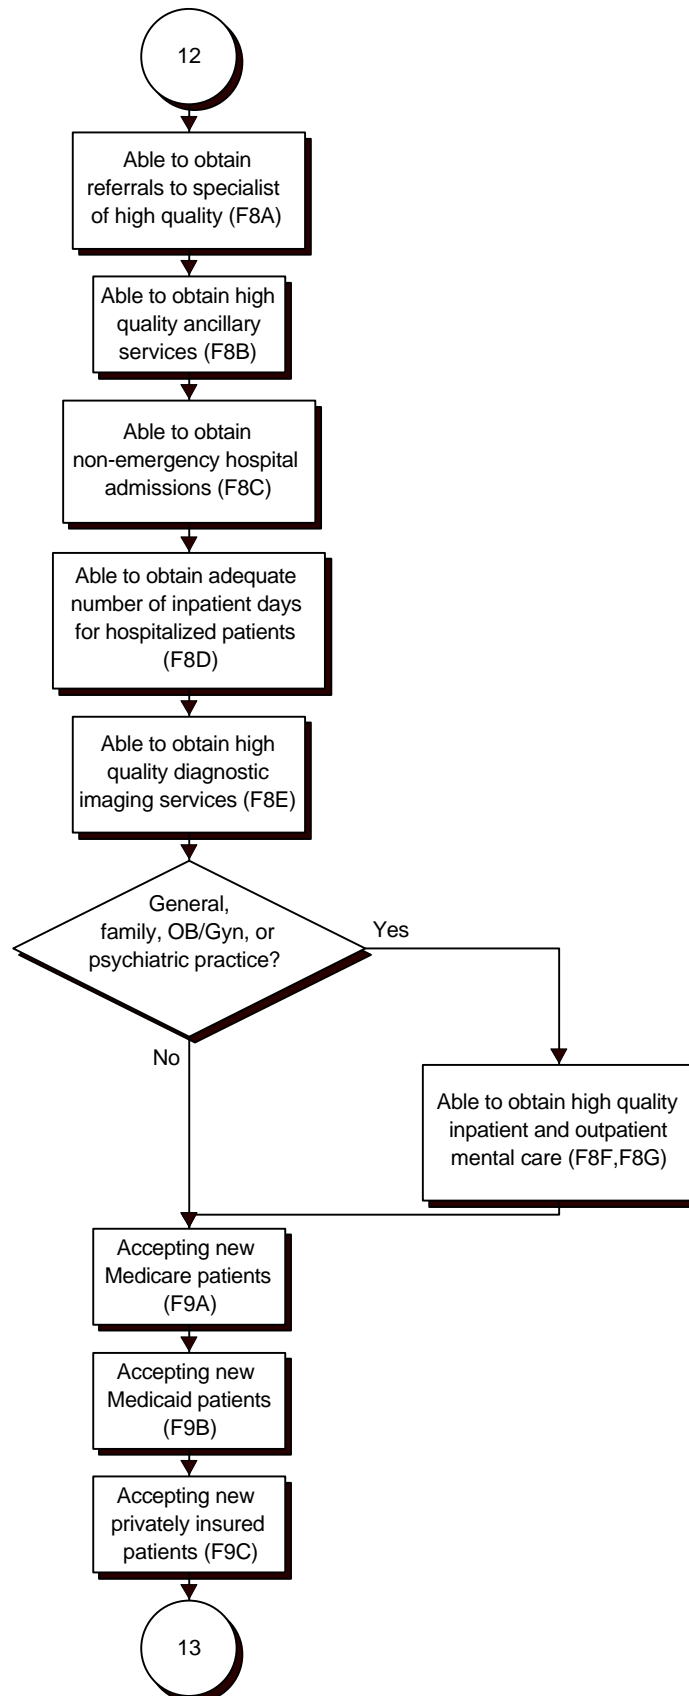 12
Able to obtain
referrals to specialist
of high quality (F8A)
Able to obtain high
quality ancillary
services (F8B)
Able to obtain
non-emergency hospital
admissions (F8C)
Able to obtain adequate
number of inpatient days
for hospitalized patients
(F8D)
Able to obtain high
quality diagnostic
imaging services (F8E)
General,
family, OB/Gyn, or
psychiatric practice?
Yes
No
Able to obtain high quality
inpatient and outpatient
mental care (F8F,F8G)
Accepting new
Medicare patients
(F9A)
Accepting new
Medicaid patients
(F9B)
Accepting new
privately insured
patients (F9C)
13